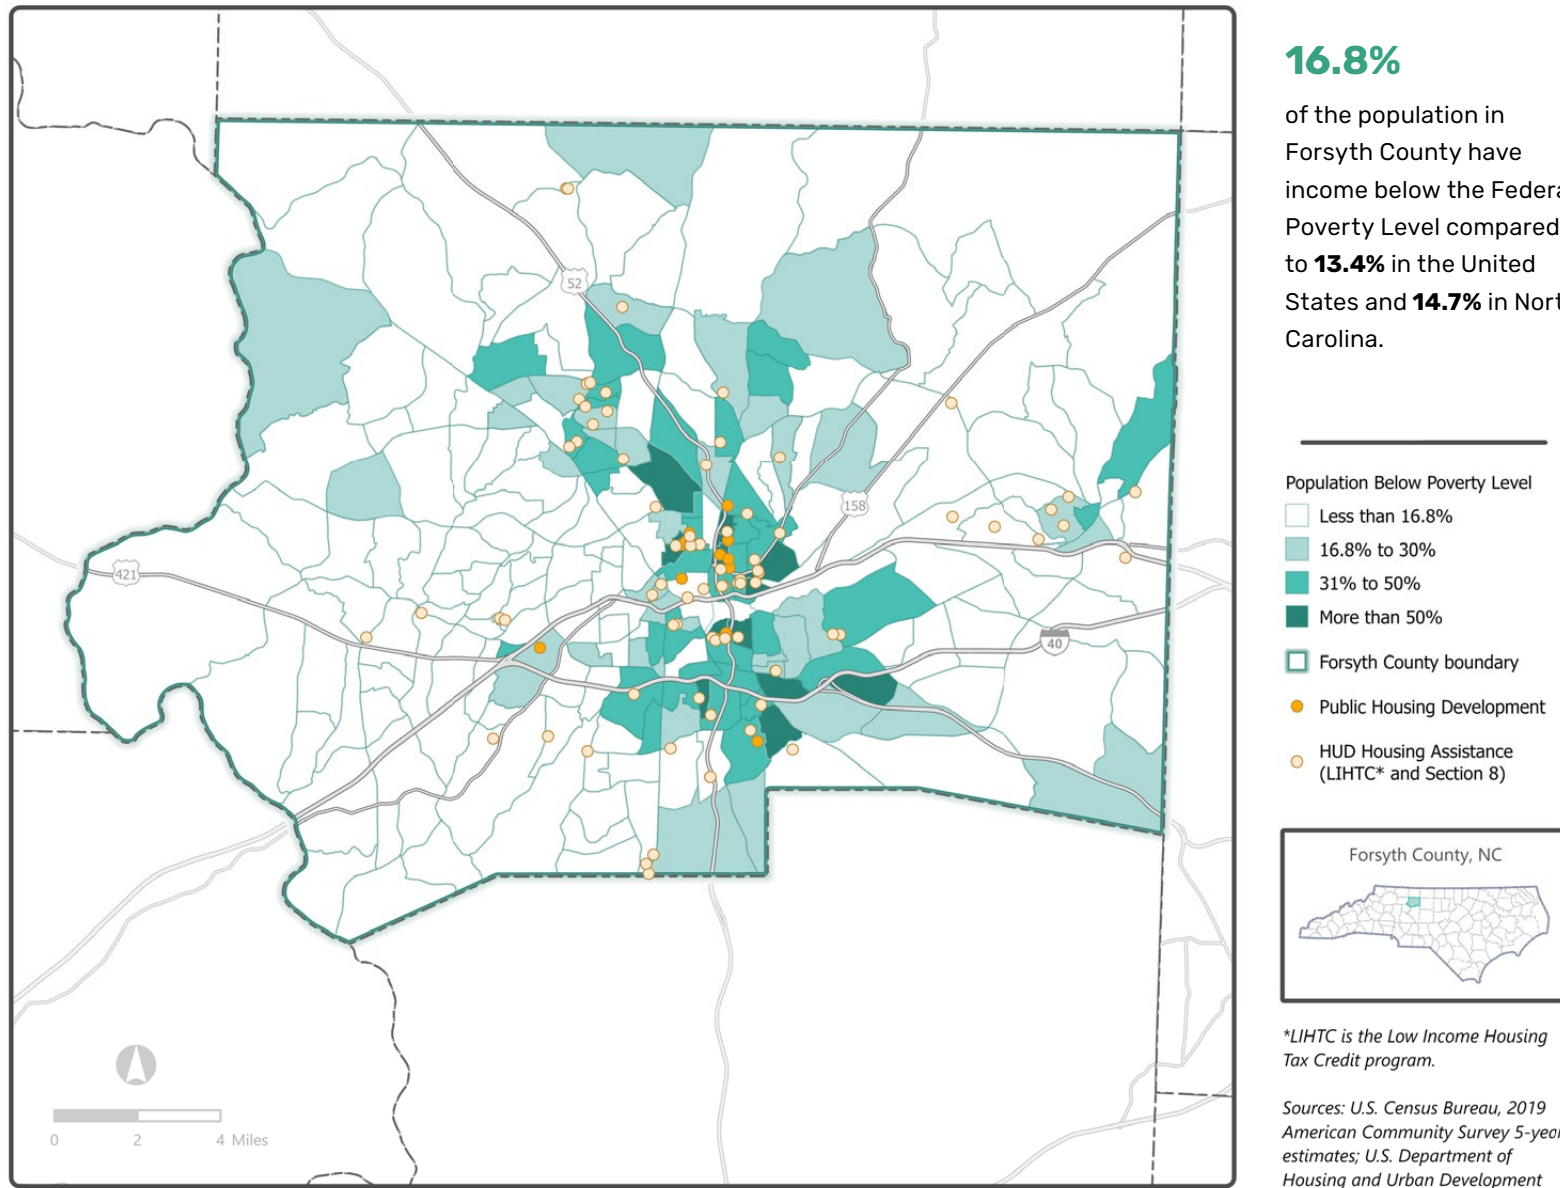 16.8%
of the population in
Forsyth County have
income below the Federa
Poverty Level compared
to 13.4% in the United
States and 14.7% in Nort
Carolina.
Population Below Poverty Level
Less than 16.8%
16.8% to 30%
31% to 50%
More than 50%
Forsyth County boundary
Public Housing Development
HUD Housing Assistance
(LIHTC* and Section 8)
Forsyth County, NC
*LIHTC is the Low Income Housing
Tax Credit program.
Sources: U.S. Census Bureau, 2019
American Community Survey 5-year
estimates; U.S. Department of
Housing and Urban Development
52
158
421
40
0 2 4 Miles